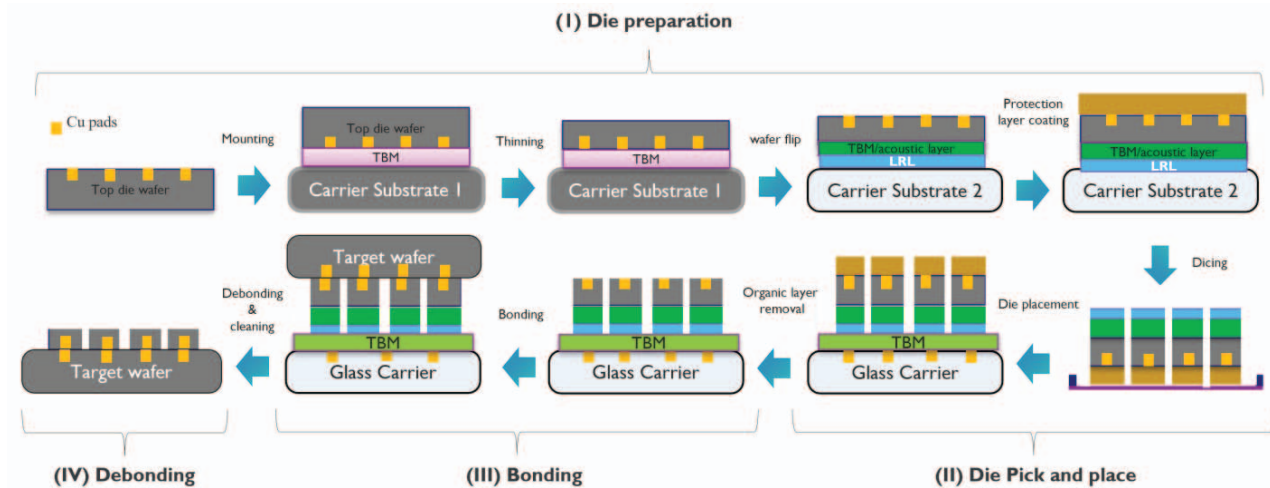 (I) Die preparation
Cu pads
Top die wafer
Mounting
Top die wafer
TBM
Carrier Substrate 1
Thinning
TBM
Carrier Substrate 1
wafer flip
TBM/acoustic layer
LRL
Carrier Substrate 2
Protection
layer coating
TBM/acoustic layer
LRL
Carrier Substrate 2
Dicing
Die placement
TBM
Glass Carrier
Organic layer
removal
TBM
Glass Carrier
Bonding
Target wafer
TBM
Glass Carrier
Debonding
&
cleaning
Target wafer
(IV) Debonding
(III) Bonding
(II) Die Pick and place